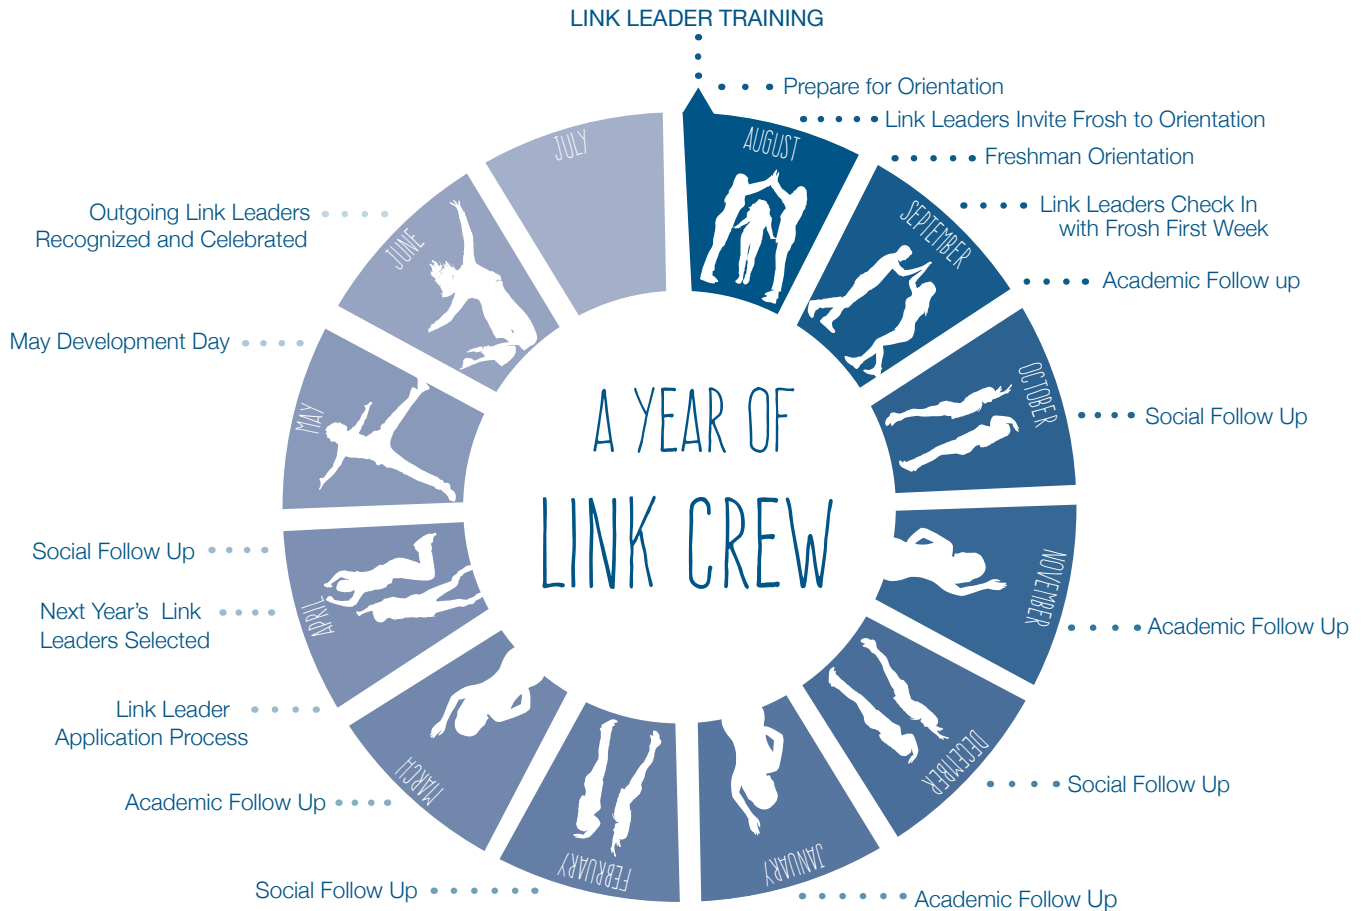 LINK LEADER TRAINING
Prepare for Orientation
Link Leaders Invite Frosh to Orientation
Freshman Orientation
Link Leaders Check In
with Frosh First Week
Academic Follow up
Social Follow Up
Academic Follow Up
Social Follow Up
Academic Follow Up
Social Follow Up
Academic Follow Up
Link Leader
Application Process
Next Year's Link
Leaders Selected
Social Follow Up
May Development Day
Outgoing Link Leaders
Recognized and Celebrated
AUGUST
SEPTEMBER
OCTOBER
NOVEMBER
DECEMBER
JANUARY
FEBRUARY
MARCH
APRIL
MAY
JUNE
JULY
A YEAR OF
LINK CREW